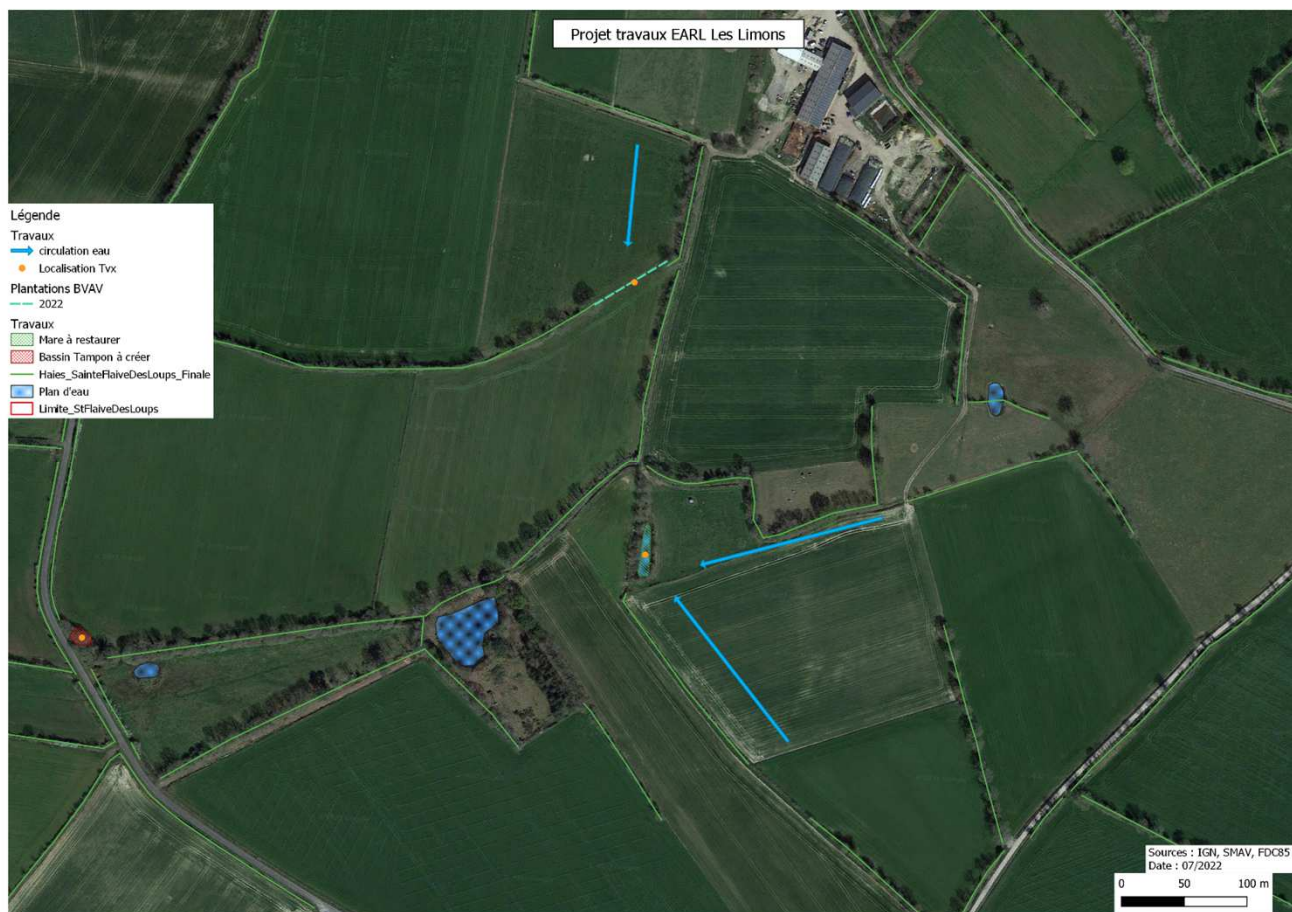 Projet travaux EARL Les Limons
Légende
Travaux
circulation eau
Localisation Tvx
Plantations BVAV
2022
Travaux
Mare à restaurer
Bassin Tampon à créer
Haies_SainteFlaiveDesLoups_Finale
Plan d'eau
Limite_StFlaiveDesLoups
Sources : IGN, SMAV, FDC85
Date : 07/2022
0 50 100 m